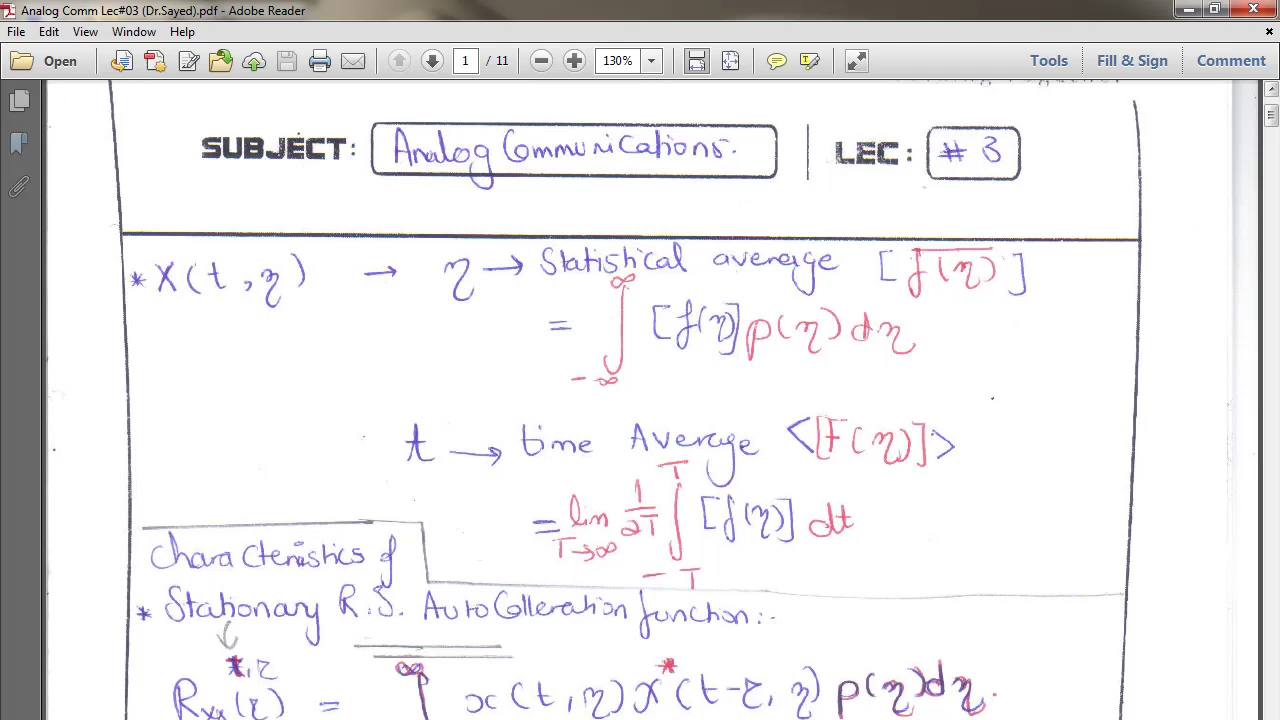 Analog Comm Lec#03 (Dr.Sayed).pdf - Adobe Reader
File Edit View Window Help
Open 1 / 11 130% Tools Fill & Sign Comment
SUBJECT: Analog Communications. LEC: # 3
* X(t, η) → η → Statistical average [f(η)]
= ∫ [f(η)] p(η) dη
∞
- ∞
t → time Average <[F(η)]>
= lim T→∞ 1/2T ∫ [f(η)] dt
T
- T
Characteristics of
* Stationary R.S. Auto Colleration function:-
Rxx(τ) = ∫ x(t, η) x*(t-τ, η) p(η) dη.
∞